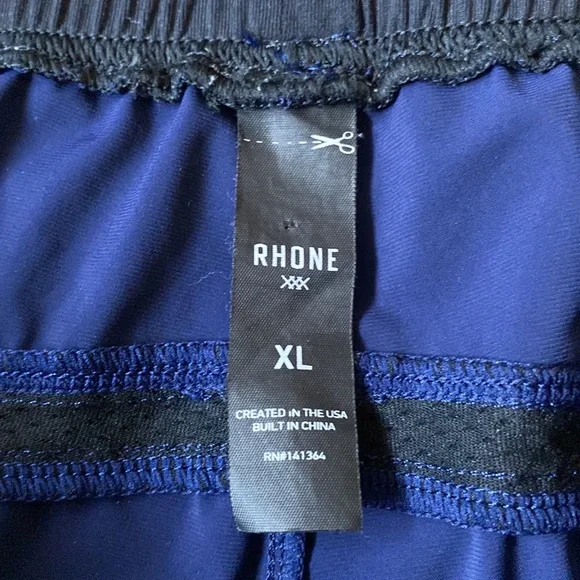 RHONE
XL
CREATED IN THE USA
BUILT IN CHINA
RN#141364